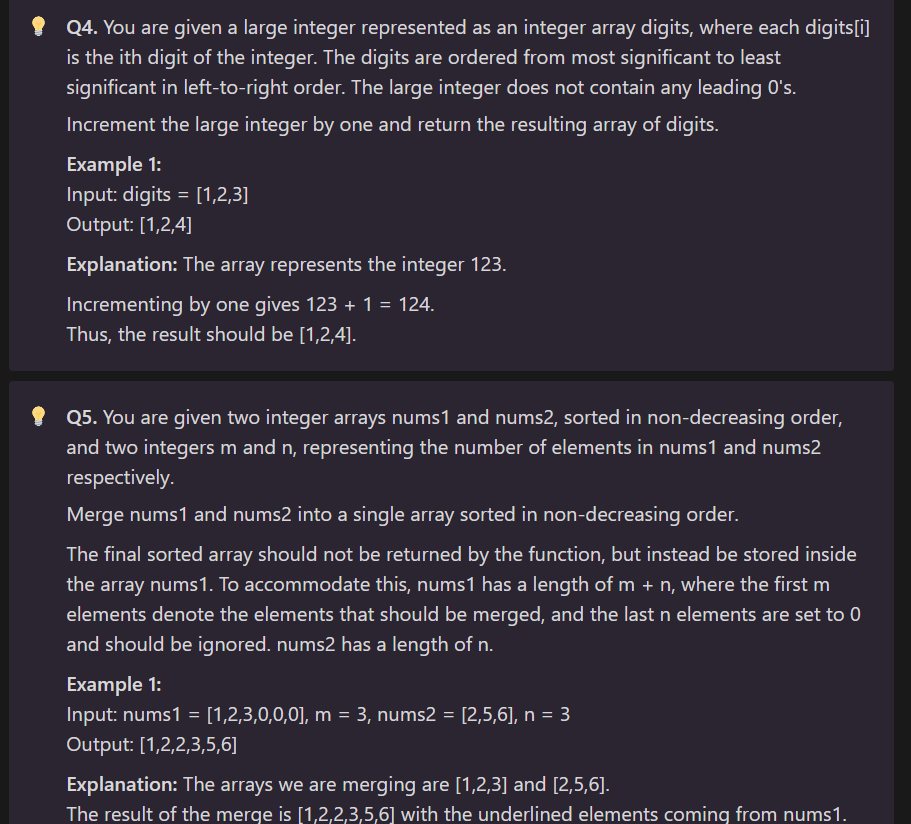 Q4. You are given a large integer represented as an integer array digits, where each digits[i]
is the ith digit of the integer. The digits are ordered from most significant to least
significant in left-to-right order. The large integer does not contain any leading 0's.
Increment the large integer by one and return the resulting array of digits.
Example 1:
Input: digits = [1,2,3]
Output: [1,2,4]
Explanation: The array represents the integer 123.
Incrementing by one gives 123 + 1 = 124.
Thus, the result should be [1,2,4].
Q5. You are given two integer arrays nums1 and nums2, sorted in non-decreasing order,
and two integers m and n, representing the number of elements in nums1 and nums2
respectively.
Merge nums1 and nums2 into a single array sorted in non-decreasing order.
The final sorted array should not be returned by the function, but instead be stored inside
the array nums1. To accommodate this, nums1 has a length of m + n, where the first m
elements denote the elements that should be merged, and the last n elements are set to 0
and should be ignored. nums2 has a length of n.
Example 1:
Input: nums1 = [1,2,3,0,0,0], m = 3, nums2 = [2,5,6], n = 3
Output: [1,2,2,3,5,6]
Explanation: The arrays we are merging are [1,2,3] and [2,5,6].
The result of the merge is [1,2,2,3,5,6] with the underlined elements coming from nums1.